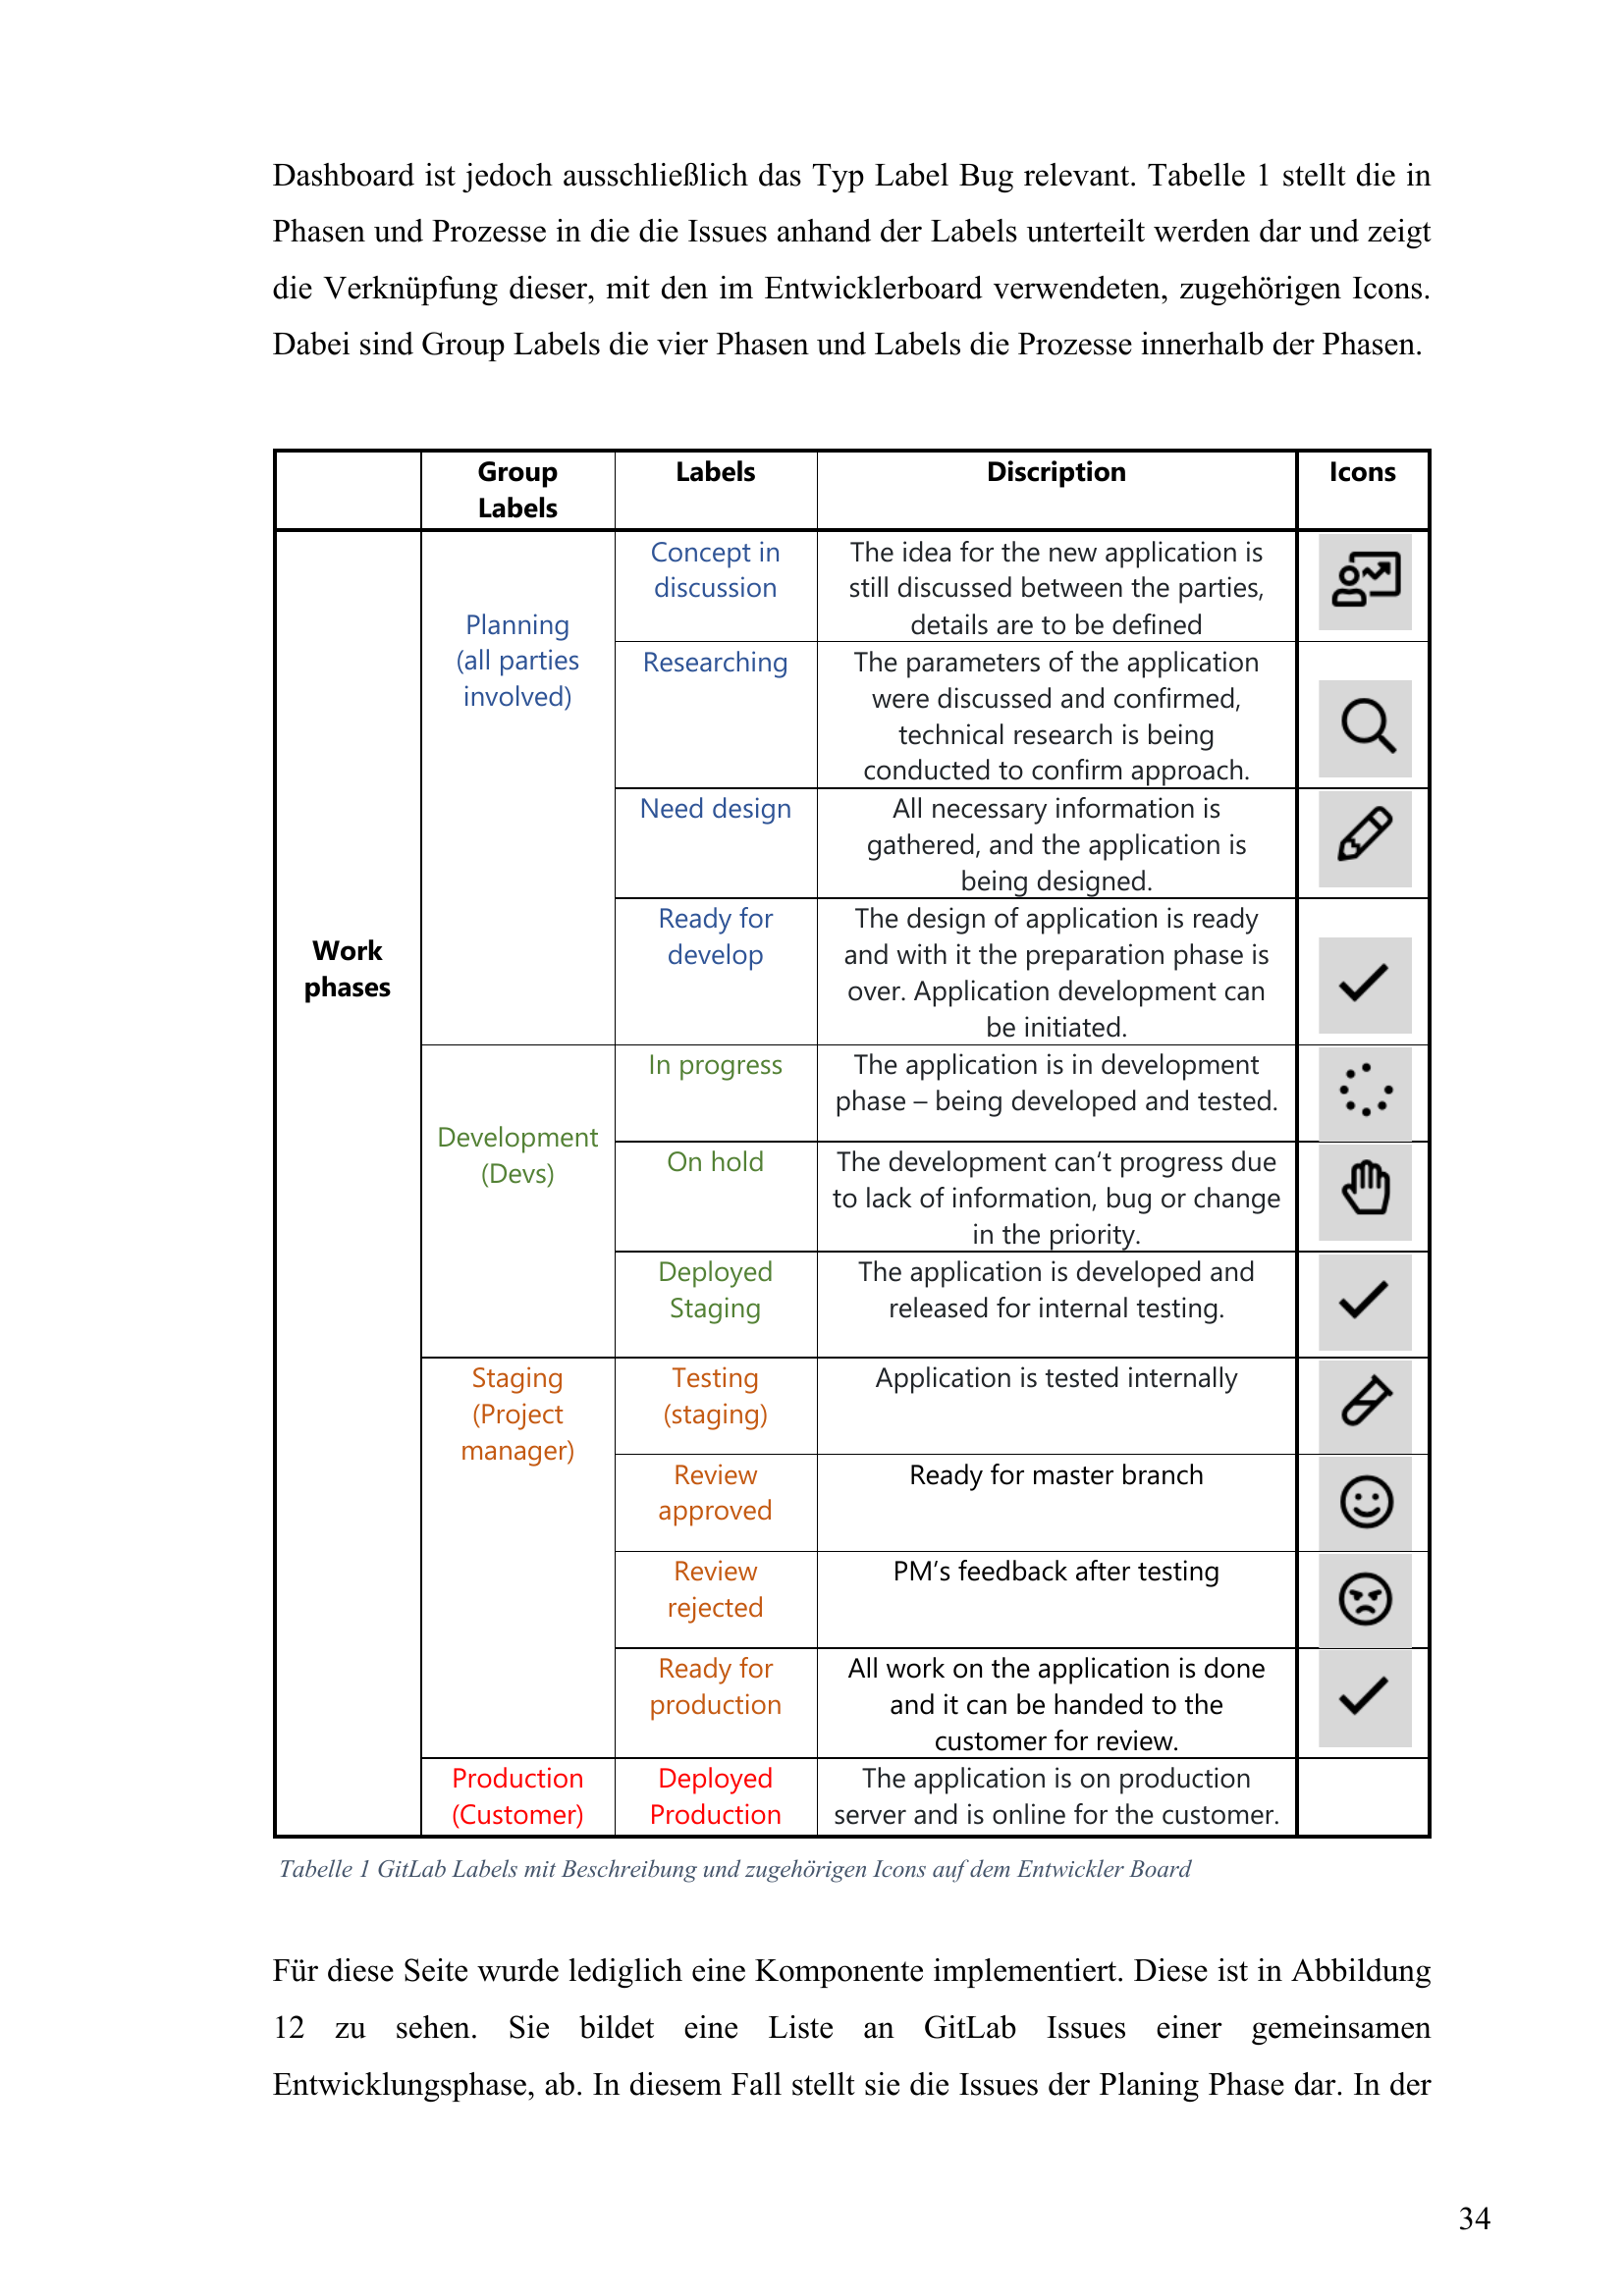 Dashboard ist jedoch ausschließlich das Typ Label Bug relevant. Tabelle 1 stellt die in
Phasen und Prozesse in die die Issues anhand der Labels unterteilt werden dar und zeigt
die Verknüpfung dieser, mit den im Entwicklerboard verwendeten, zugehörigen Icons.
Dabei sind Group Labels die vier Phasen und Labels die Prozesse innerhalb der Phasen.
Group
Labels
Labels
Discription
Icons
Work
phases
Planning
(all parties
involved)
Concept in
discussion
The idea for the new application is
still discussed between the parties,
details are to be defined
Researching
The parameters of the application
were discussed and confirmed,
technical research is being
conducted to confirm approach.
Need design
All necessary information is
gathered, and the application is
being designed.
Ready for
develop
The design of application is ready
and with it the preparation phase is
over. Application development can
be initiated.
Development
(Devs)
In progress
The application is in development
phase – being developed and tested.
On hold
The development can‘t progress due
to lack of information, bug or change
in the priority.
Deployed
Staging
The application is developed and
released for internal testing.
Staging
(Project
manager)
Testing
(staging)
Application is tested internally
Review
approved
Ready for master branch
Review
rejected
PM’s feedback after testing
Ready for
production
All work on the application is done
and it can be handed to the
customer for review.
Production
(Customer)
Deployed
Production
The application is on production
server and is online for the customer.
Tabelle 1 GitLab Labels mit Beschreibung und zugehörigen Icons auf dem Entwickler Board
Für diese Seite wurde lediglich eine Komponente implementiert. Diese ist in Abbildung
12 zu sehen. Sie bildet eine Liste an GitLab Issues einer gemeinsamen
Entwicklungsphase, ab. In diesem Fall stellt sie die Issues der Planing Phase dar. In der
34